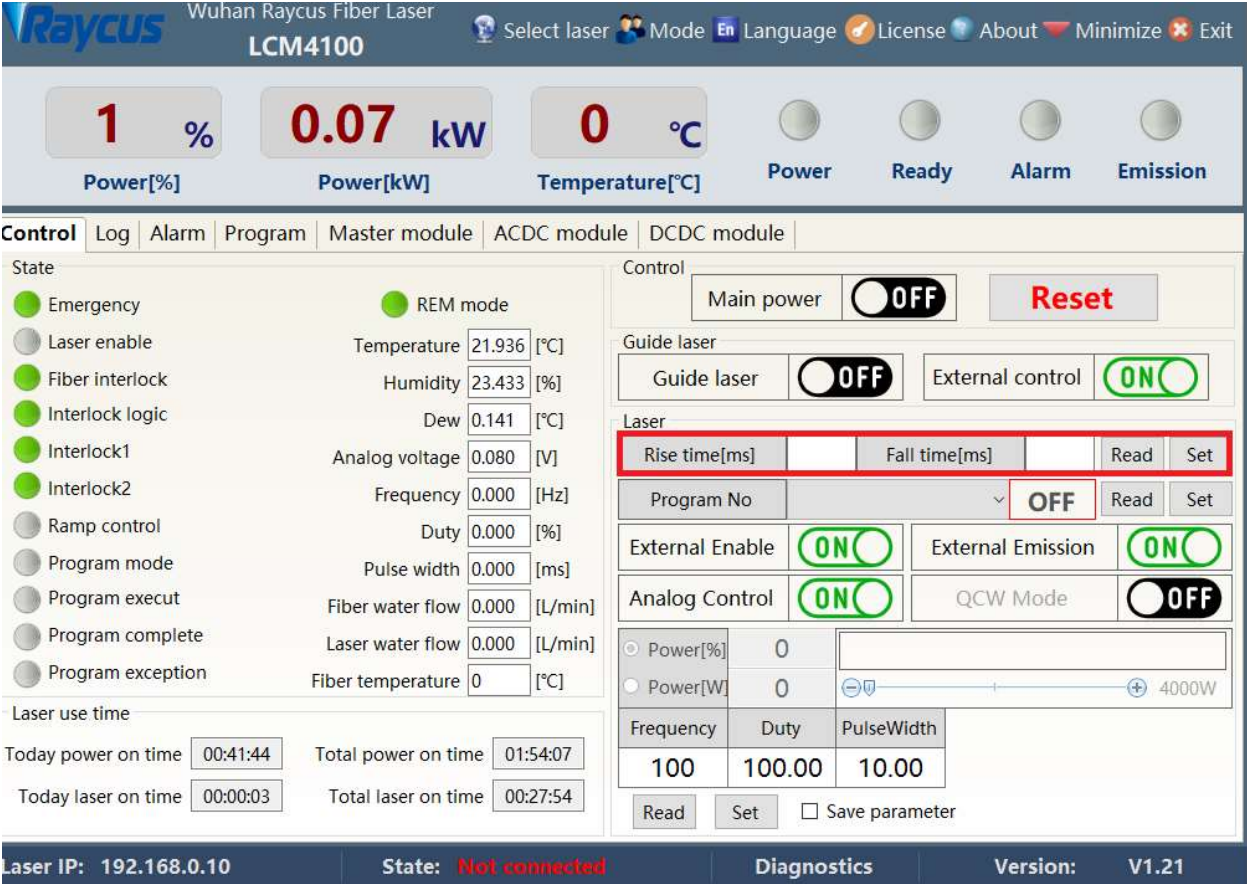 Raycus
Wuhan Raycus Fiber Laser
LCM4100
Select laser Mode En Language License About Minimize Exit
1 % 0.07 kW 0 ℃
Power[%] Power[kW] Temperature[℃] Power Ready Alarm Emission
Control Log Alarm Program Master module ACDC module DCDC module
State
Emergency REM mode
Laser enable Temperature 21.936 [℃]
Fiber interlock Humidity 23.433 [%]
Interlock logic Dew 0.141 [℃]
Interlock1 Analog voltage 0.080 [V]
Interlock2 Frequency 0.000 [Hz]
Ramp control Duty 0.000 [%]
Program mode Pulse width 0.000 [ms]
Program execut Fiber water flow 0.000 [L/min]
Program complete Laser water flow 0.000 [L/min]
Program exception Fiber temperature 0 [℃]
Laser use time
Today power on time 00:41:44 Total power on time 01:54:07
Today laser on time 00:00:03 Total laser on time 00:27:54
Control
Main power OFF Reset
Guide laser
Guide laser OFF External control ON
Laser
Rise time[ms] Fall time[ms] Read Set
Program No OFF Read Set
External Enable ON External Emission ON
Analog Control ON QCW Mode OFF
Power[%] 0
Power[W] 0 4000W
Frequency Duty PulseWidth
100 100.00 10.00
Read Set Save parameter
Laser IP: 192.168.0.10 State: Not connected Diagnostics Version: V1.21